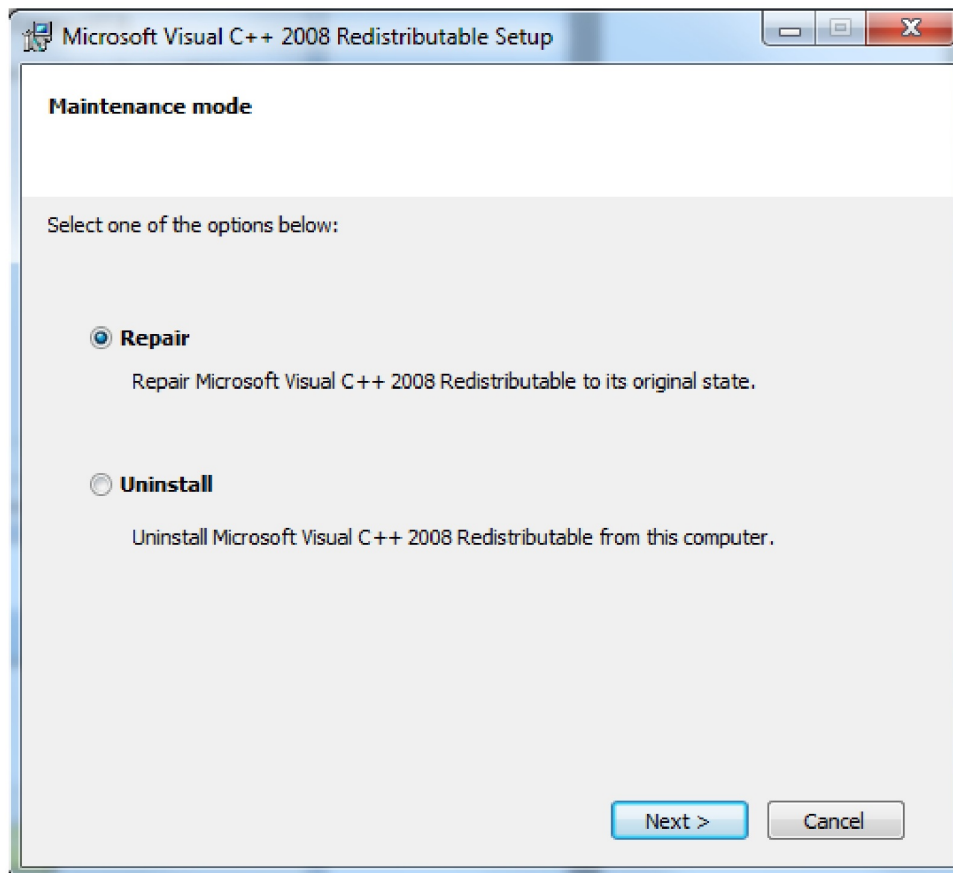 Microsoft Visual C++ 2008 Redistributable Setup
Maintenance mode
Select one of the options below:
Repair
Repair Microsoft Visual C++ 2008 Redistributable to its original state.
Uninstall
Uninstall Microsoft Visual C++ 2008 Redistributable from this computer.
Next >
Cancel